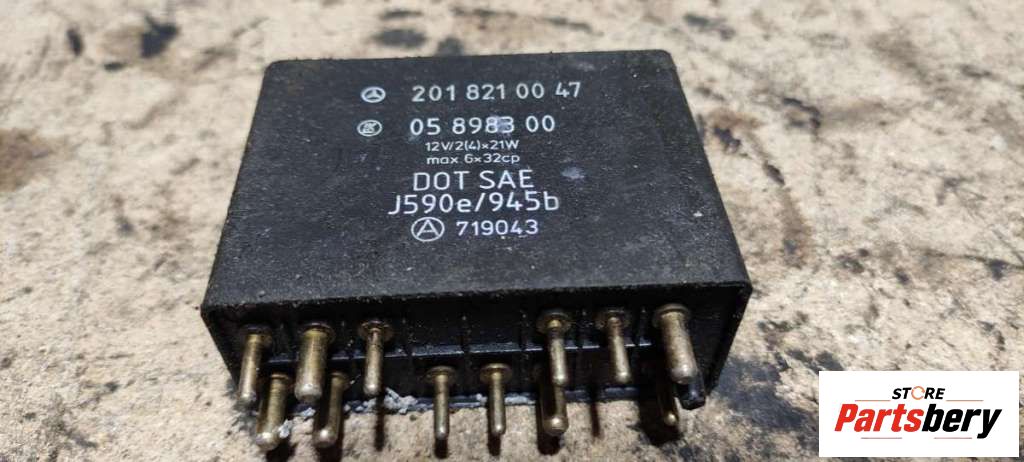 201 821 00 47
05 8983 00
12V/2(4)×21W
max. 6×32cp
DOT SAE
J590e/945b
A 719043
STORE
Partsbery